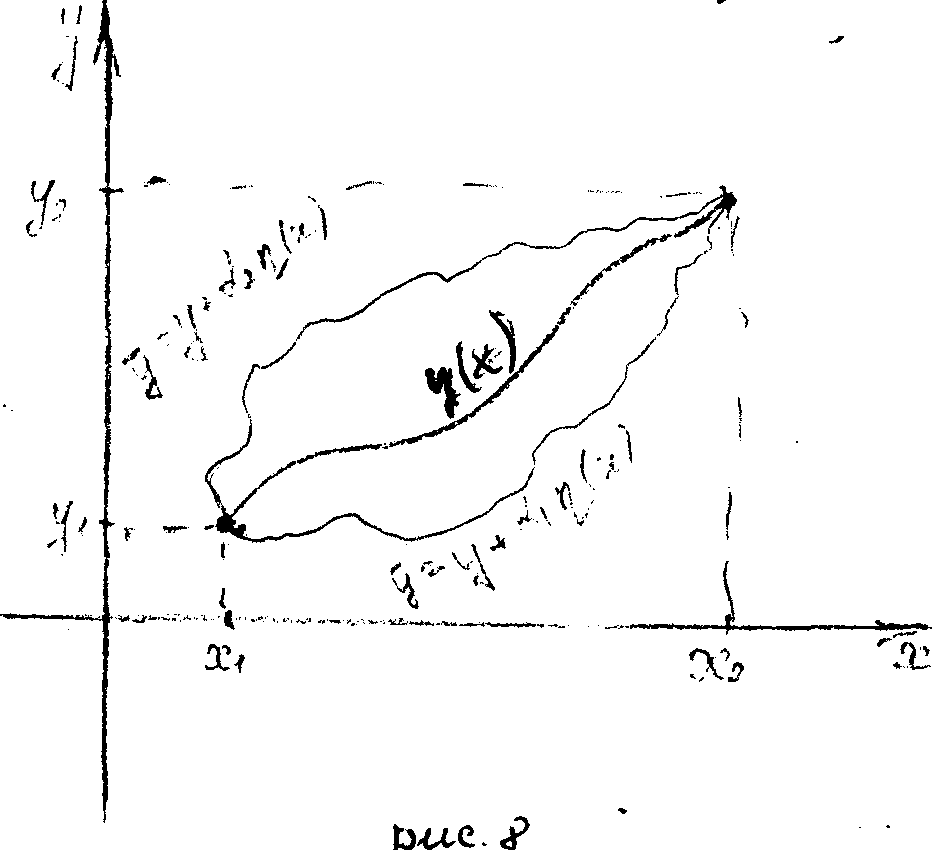 y
y₂
ȳ = y + α₂η(x)
y(x)
y₁
ȳ = y + α₁η(x)
x₁
x₂
x
рис. 8